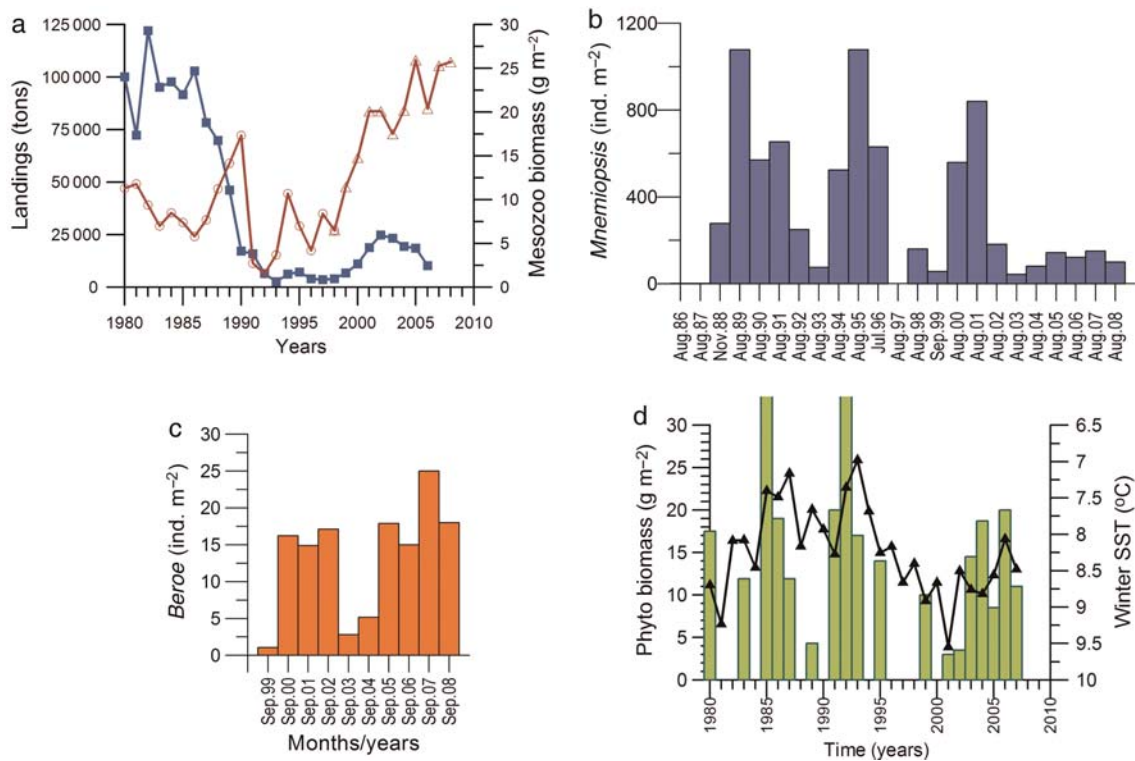 a
125 000
100 000
75 000
50 000
25 000
0
Landings (tons)
30
25
20
15
10
5
0
Mesozoo biomass (g m⁻²)
1980 1985 1990 1995 2000 2005 2010
Years
b
1200
800
400
0
Mnemiopsis (ind. m⁻²)
Aug.86
Aug.87
Nov.88
Aug.89
Aug.90
Aug.91
Aug.92
Aug.93
Aug.94
Aug.95
Jul.96
Aug.97
Aug.98
Sep.99
Aug.00
Aug.01
Aug.02
Aug.03
Aug.04
Aug.05
Aug.06
Aug.07
Aug.08
c
30
25
20
15
10
5
0
Beroe (ind. m⁻²)
Sep.99
Sep.00
Sep.01
Sep.02
Sep.03
Sep.04
Sep.05
Sep.06
Sep.07
Sep.08
Months/years
d
30
25
20
15
10
5
0
Phyto biomass (g m⁻²)
6.5
7
7.5
8
8.5
9
9.5
10
Winter SST (ºC)
1980
1985
1990
1995
2000
2005
2010
Time (years)